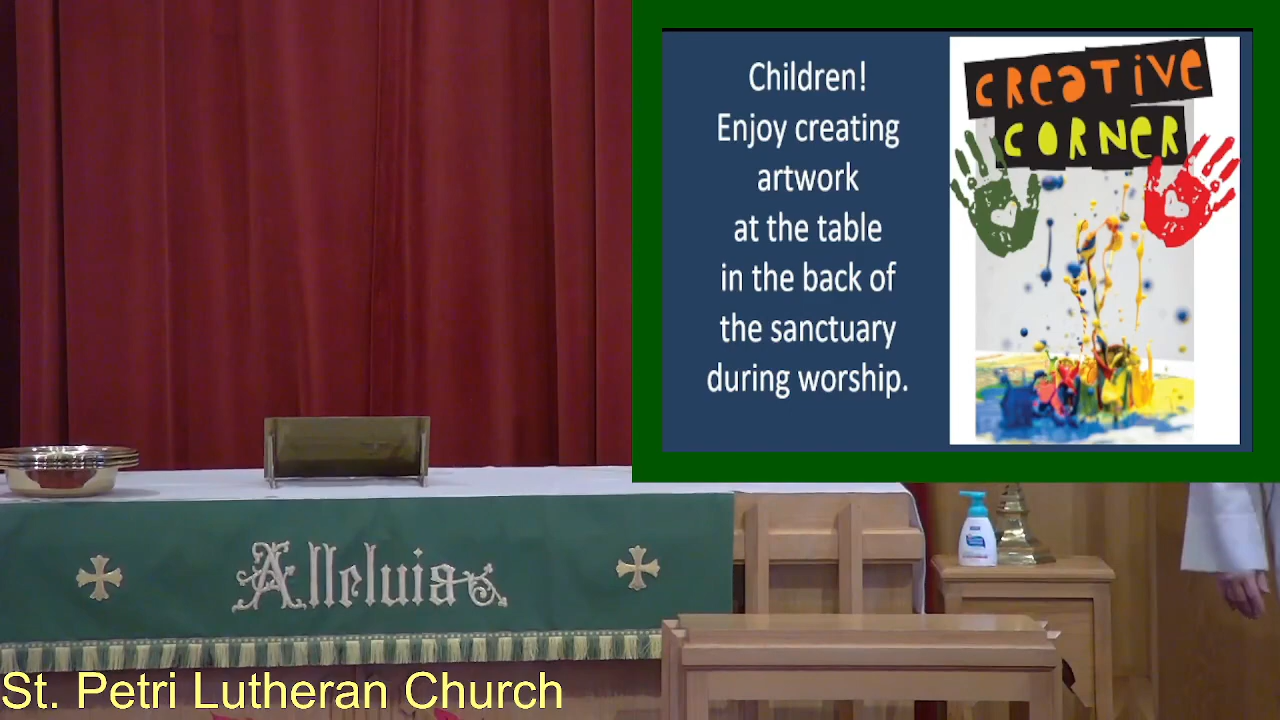 Children!
Enjoy creating
artwork
at the table
in the back of
the sanctuary
during worship.
CREATIVE
CORNER
Alleluia
St. Petri Lutheran Church